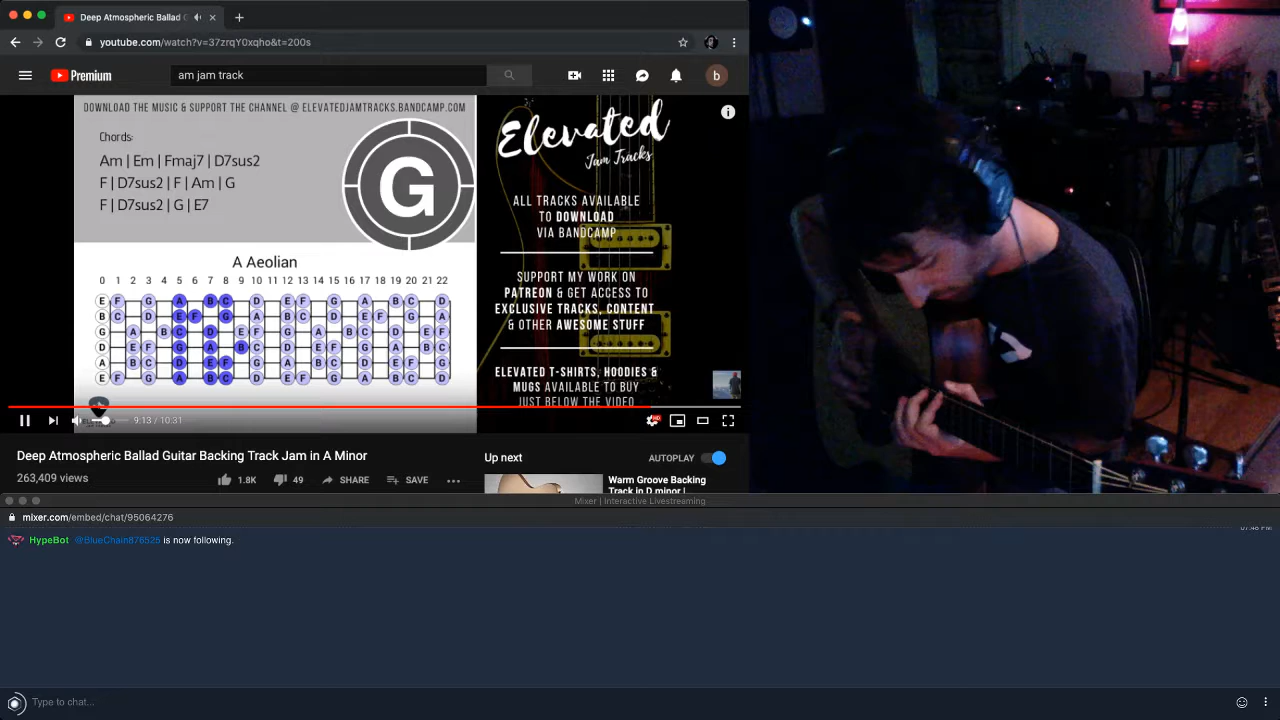 Deep Atmospheric Ballad G
youtube.com/watch?v=37zrqY0xqho&t=200s
Premium
am jam track
b
DOWNLOAD THE MUSIC & SUPPORT THE CHANNEL @ ELEVATEDJAMTRACKS.BANDCAMP.COM
Chords:
Am | Em | Fmaj7 | D7sus2
F | D7sus2 | F | Am | G
F | D7sus2 | G | E7
G
A Aeolian
0 1 2 3 4 5 6 7 8 9 10 11 12 13 14 15 16 17 18 19 20 21 22
E F G A B C D E F G A B C D
B C D E F G A B C D E F G A
G A B C D E F G A B C D E F
D E F G A B C D E F G A B C
A B C D E F G A B C D E F G
E F G A B C D E F G A B C D
Elevated
Jam Tracks
ALL TRACKS AVAILABLE
TO DOWNLOAD
VIA BANDCAMP
SUPPORT MY WORK ON
PATREON & GET ACCESS TO
EXCLUSIVE TRACKS, CONTENT
& OTHER AWESOME STUFF
ELEVATED T-SHIRTS, HOODIES &
MUGS AVAILABLE TO BUY
JUST BELOW THE VIDEO
9:13 / 10:31
HD
Deep Atmospheric Ballad Guitar Backing Track Jam in A Minor
263,409 views
1.8K
49
SHARE
SAVE
Up next
AUTOPLAY
Warm Groove Backing
Track in D minor |
Mixer | Interactive Livestreaming
mixer.com/embed/chat/95064276
07:48 PM
HypeBot @BlueChain876525 is now following.
Type to chat...